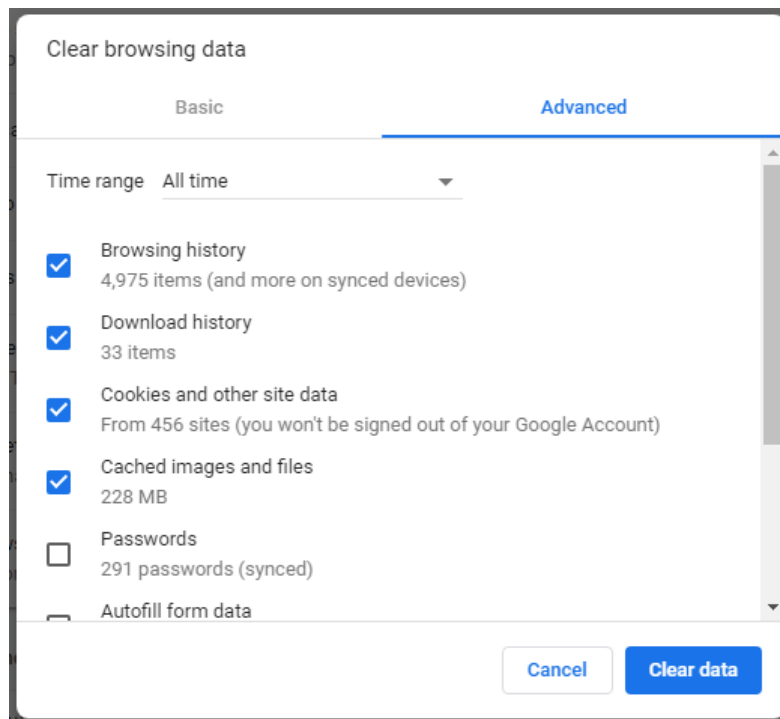 Clear browsing data
Basic
Advanced
Time range All time
Browsing history
4,975 items (and more on synced devices)
Download history
33 items
Cookies and other site data
From 456 sites (you won't be signed out of your Google Account)
Cached images and files
228 MB
Passwords
291 passwords (synced)
Autofill form data
Cancel
Clear data